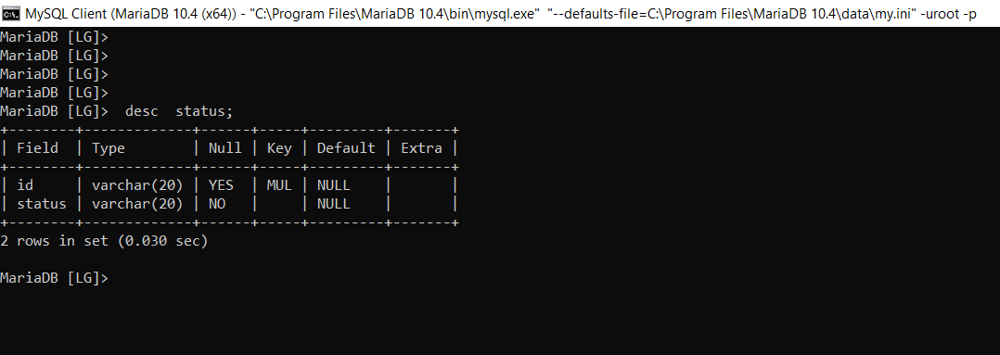 MySQL Client (MariaDB 10.4 (x64)) - "C:\Program Files\MariaDB 10.4\bin\mysql.exe"  "--defaults-file=C:\Program Files\MariaDB 10.4\data\my.ini" -uroot -p
MariaDB [LG]>
MariaDB [LG]>
MariaDB [LG]>
MariaDB [LG]>
MariaDB [LG]>  desc  status;
+--------+-------------+------+-----+---------+-------+
| Field  | Type        | Null | Key | Default | Extra |
+--------+-------------+------+-----+---------+-------+
| id     | varchar(20) | YES  | MUL | NULL    |       |
| status | varchar(20) | NO   |     | NULL    |       |
+--------+-------------+------+-----+---------+-------+
2 rows in set (0.030 sec)
MariaDB [LG]>